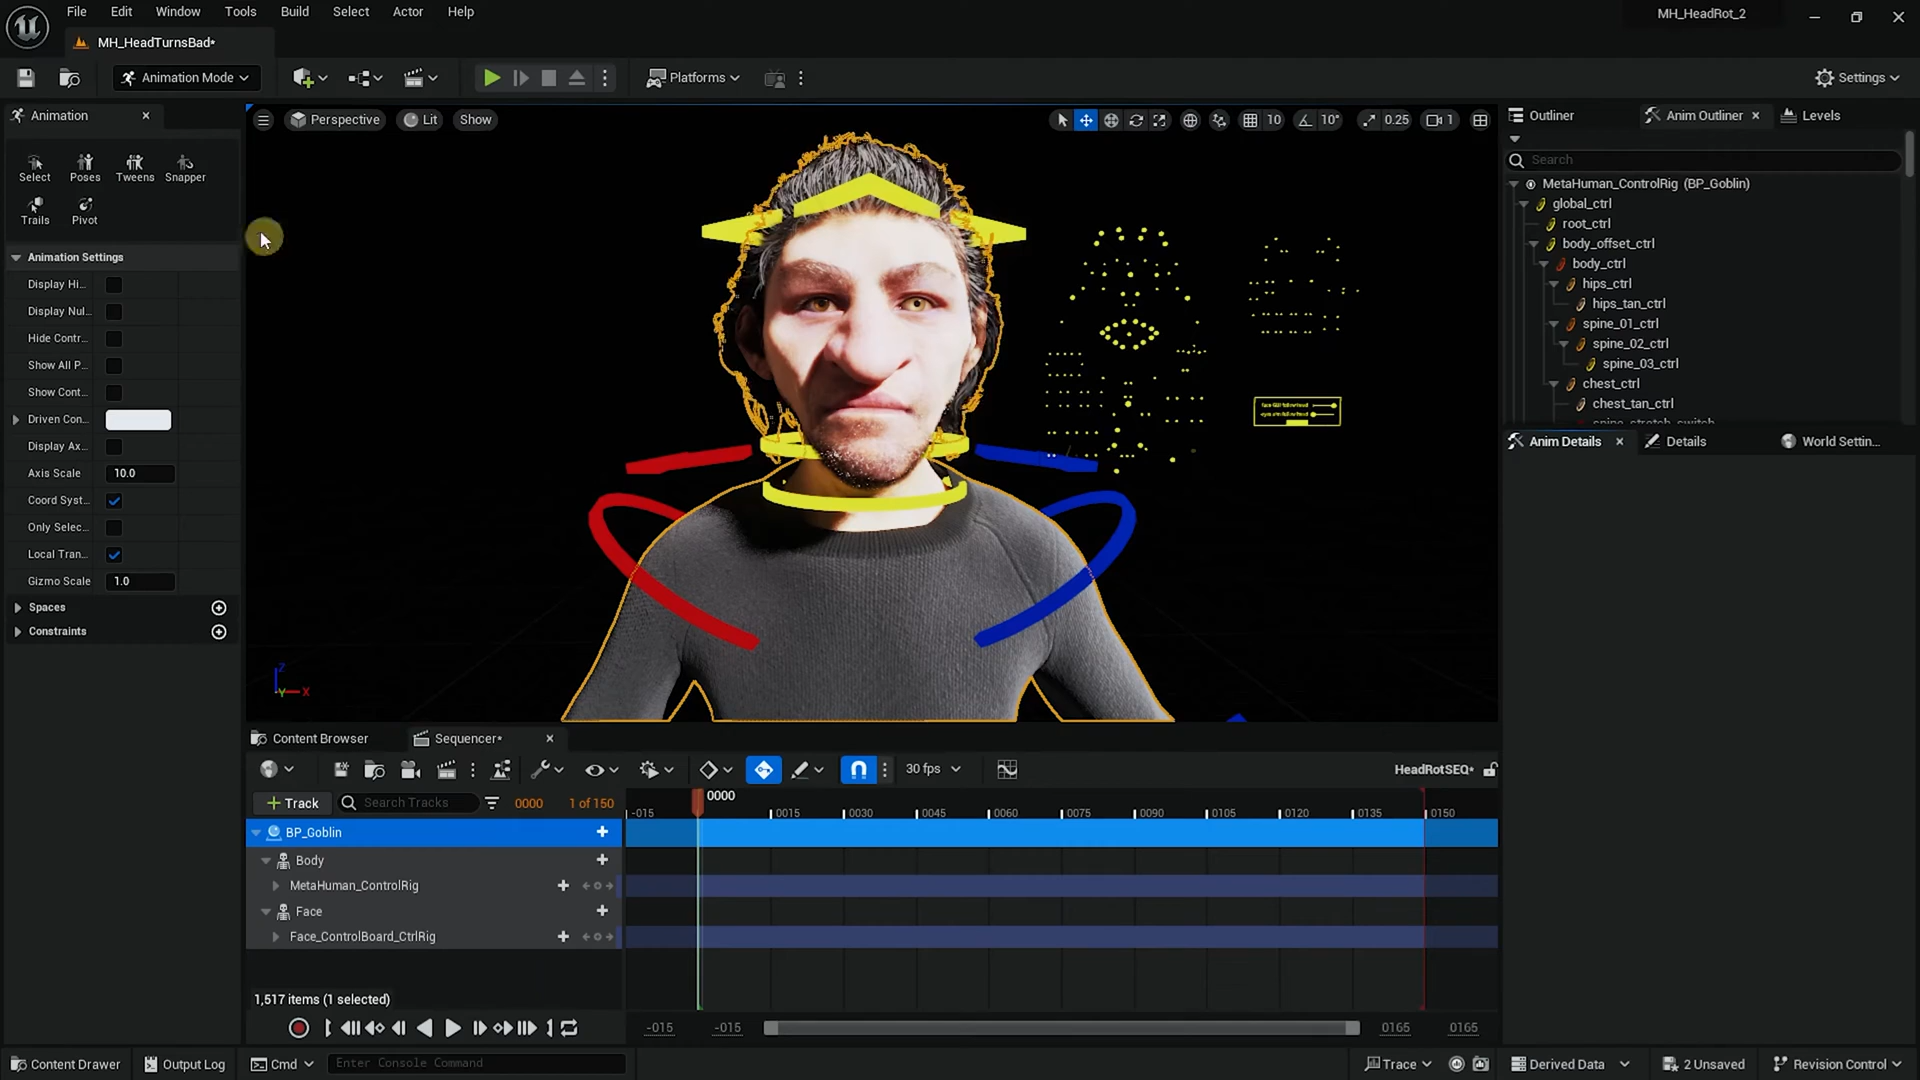 File Edit Window Tools Build Select Actor Help
MH_HeadRot_2
MH_HeadTurnsBad*
Animation Mode
Platforms
Settings
Animation
Select Poses Tweens Snapper
Trails Pivot
Animation Settings
Display Hi...
Display Nul...
Hide Contr...
Show All P...
Show Cont...
Driven Con...
Display Ax...
Axis Scale 10.0
Coord Syst...
Only Selec...
Local Tran...
Gizmo Scale 1.0
Spaces
Constraints
Perspective Lit Show
10 10° 0.25 1
Z
Y X
Outliner Anim Outliner Levels
Search
MetaHuman_ControlRig (BP_Goblin)
global_ctrl
root_ctrl
body_offset_ctrl
body_ctrl
hips_ctrl
hips_tan_ctrl
spine_01_ctrl
spine_02_ctrl
spine_03_ctrl
chest_ctrl
chest_tan_ctrl
Anim Details Details World Settin...
Content Browser Sequencer*
30 fps
HeadRotSEQ*
Track Search Tracks 0000 1 of 150
0000
-015 0015 0030 0045 0060 0075 0090 0105 0120 0135 0150
BP_Goblin
Body
MetaHuman_ControlRig
Face
Face_ControlBoard_CtrlRig
1,517 items (1 selected)
-015 -015 0165 0165
Content Drawer Output Log Cmd Enter Console Command
Trace Derived Data 2 Unsaved Revision Control